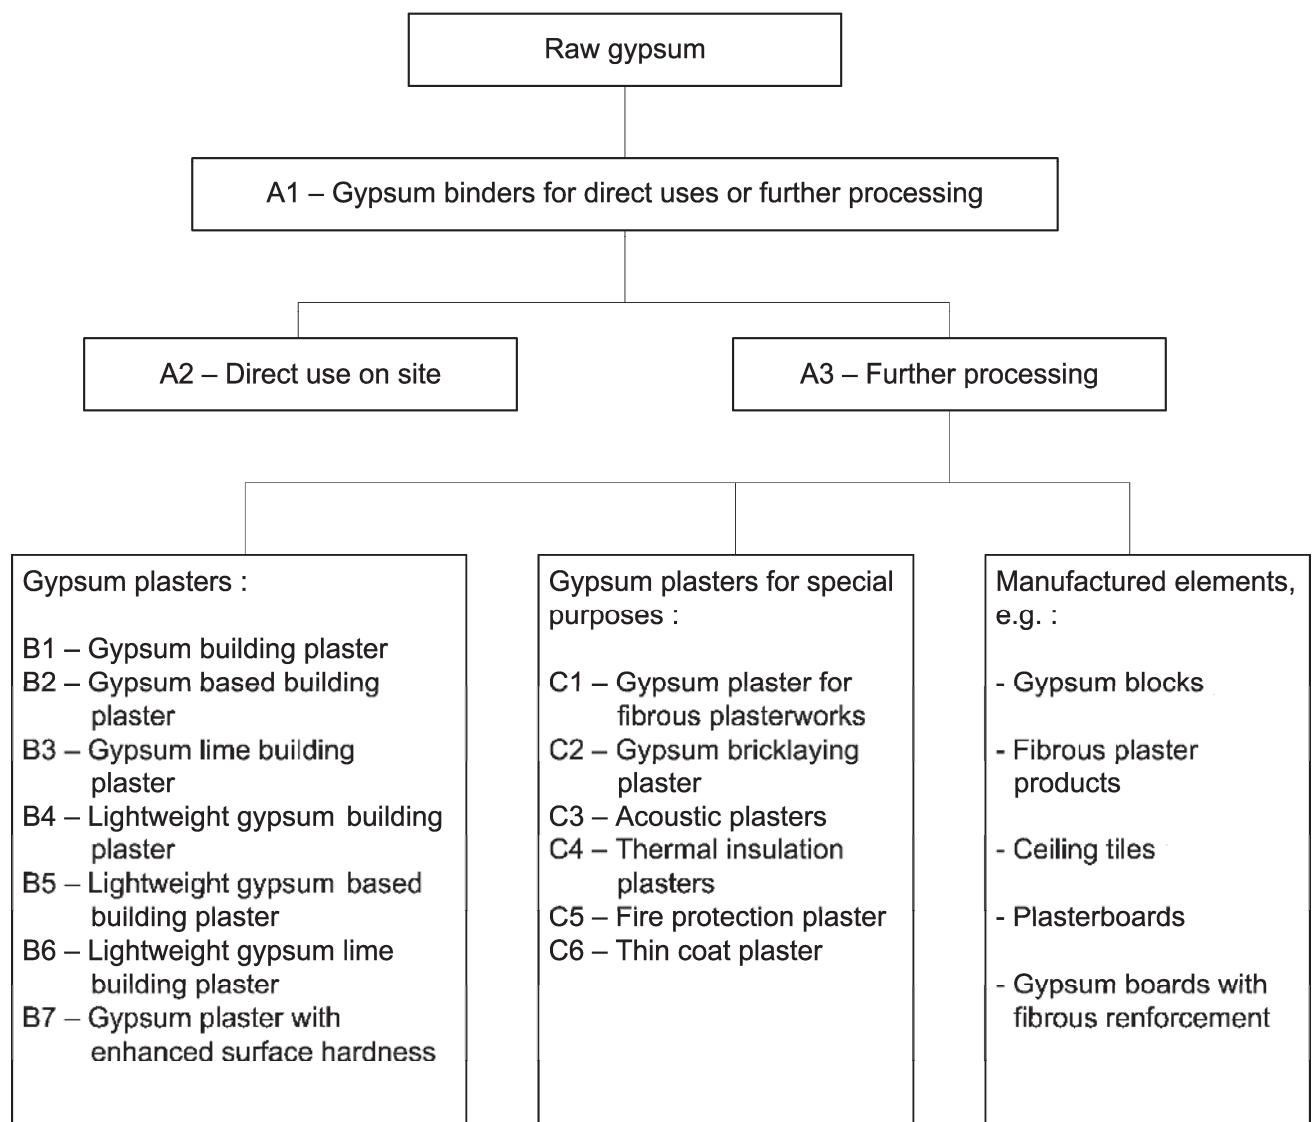 Raw gypsum
A1 – Gypsum binders for direct uses or further processing
A2 – Direct use on site
A3 – Further processing
Gypsum plasters :
B1 – Gypsum building plaster
B2 – Gypsum based building
plaster
B3 – Gypsum lime building
plaster
B4 – Lightweight gypsum building
plaster
B5 – Lightweight gypsum based
building plaster
B6 – Lightweight gypsum lime
building plaster
B7 – Gypsum plaster with
enhanced surface hardness
Gypsum plasters for special
purposes :
C1 – Gypsum plaster for
fibrous plasterworks
C2 – Gypsum bricklaying
plaster
C3 – Acoustic plasters
C4 – Thermal insulation
plasters
C5 – Fire protection plaster
C6 – Thin coat plaster
Manufactured elements,
e.g. :
- Gypsum blocks
- Fibrous plaster
products
- Ceiling tiles
- Plasterboards
- Gypsum boards with
fibrous renforcement